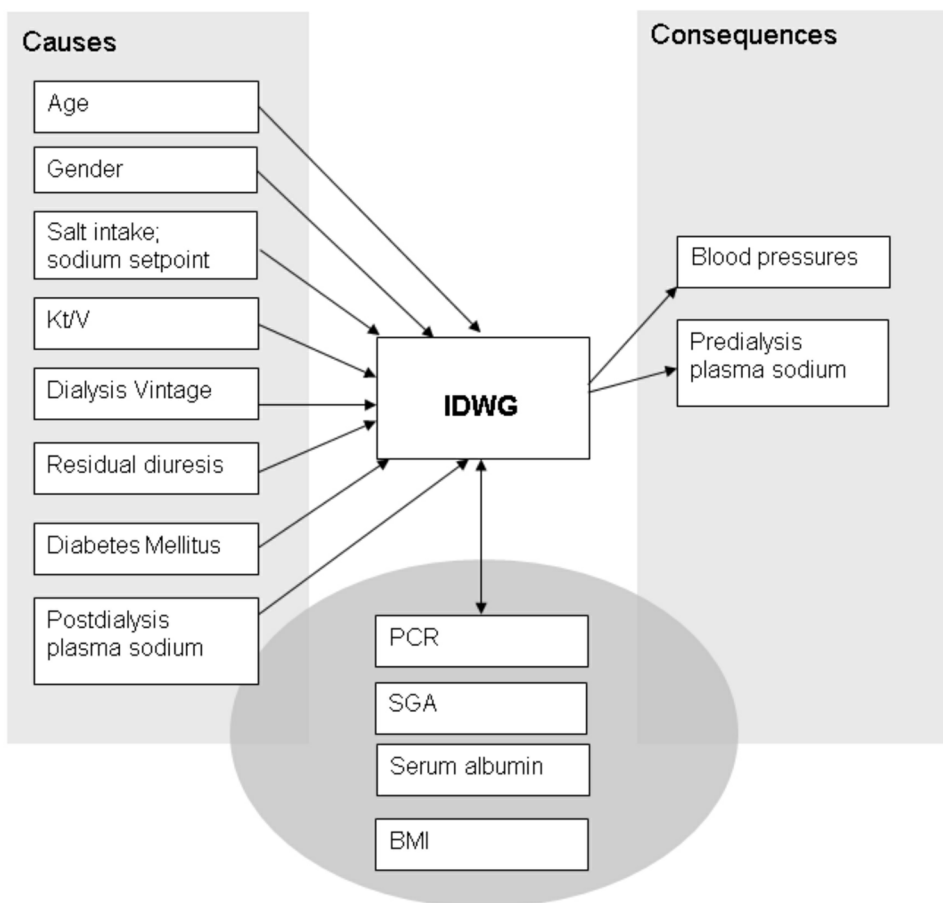 Causes
Age
Gender
Salt intake;
sodium setpoint
Kt/V
Dialysis Vintage
Residual diuresis
Diabetes Mellitus
Postdialysis
plasma sodium
IDWG
PCR
SGA
Serum albumin
BMI
Consequences
Blood pressures
Predialysis
plasma sodium